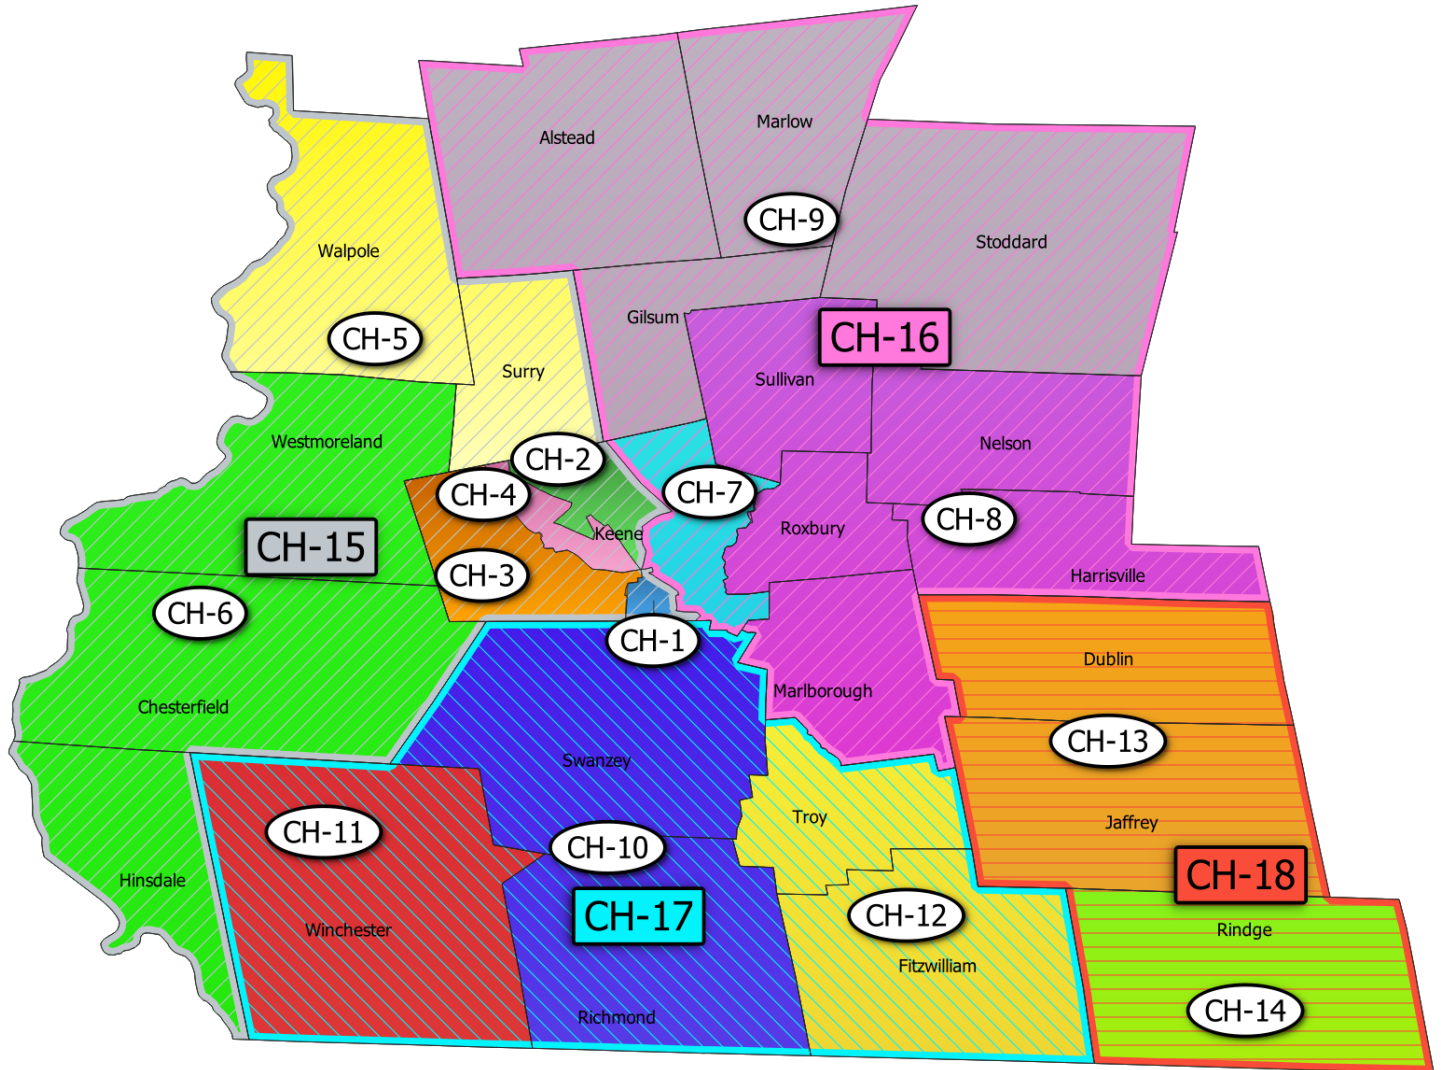 Alstead
Marlow
CH-9
Stoddard
Walpole
CH-5
Gilsum
CH-16
Surry
Sullivan
Westmoreland
Nelson
CH-2
CH-4
CH-7
CH-8
Keene
Roxbury
CH-15
CH-3
Harrisville
CH-6
CH-1
Dublin
Marlborough
Chesterfield
CH-13
Swanzey
Troy
Jaffrey
CH-11
CH-10
CH-18
Hinsdale
CH-17
CH-12
Winchester
Rindge
Fitzwilliam
Richmond
CH-14